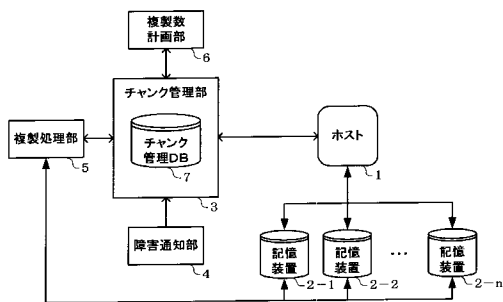 複製数
計画部
6
チャンク管理部
チャンク
管理DB
7
3
複製処理部
5
ホスト
1
障害通知部
4
記憶
装置
2-1
記憶
装置
2-2
…
記憶
装置
2-n